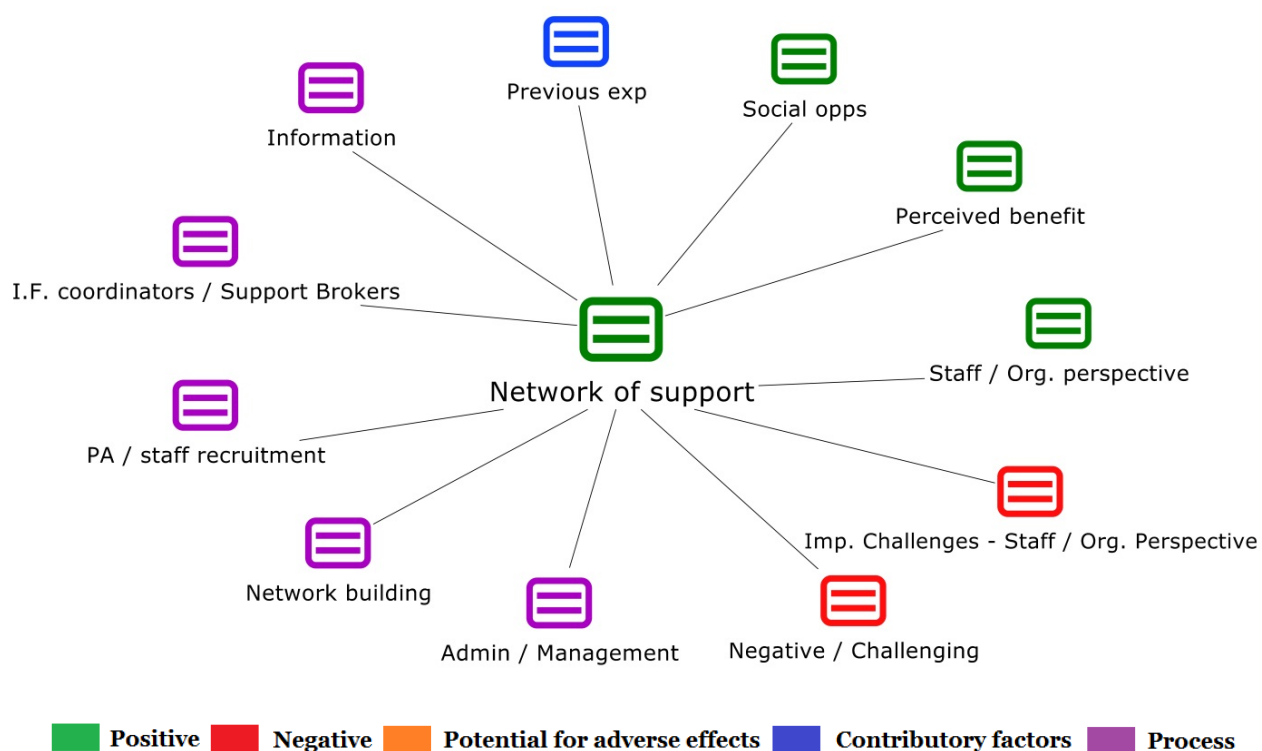 Previous exp
Social opps
Information
Perceived benefit
I.F. coordinators / Support Brokers
Staff / Org. perspective
Network of support
PA / staff recruitment
Imp. Challenges - Staff / Org. Perspective
Network building
Admin / Management
Negative / Challenging
Positive Negative Potential for adverse effects Contributory factors Process